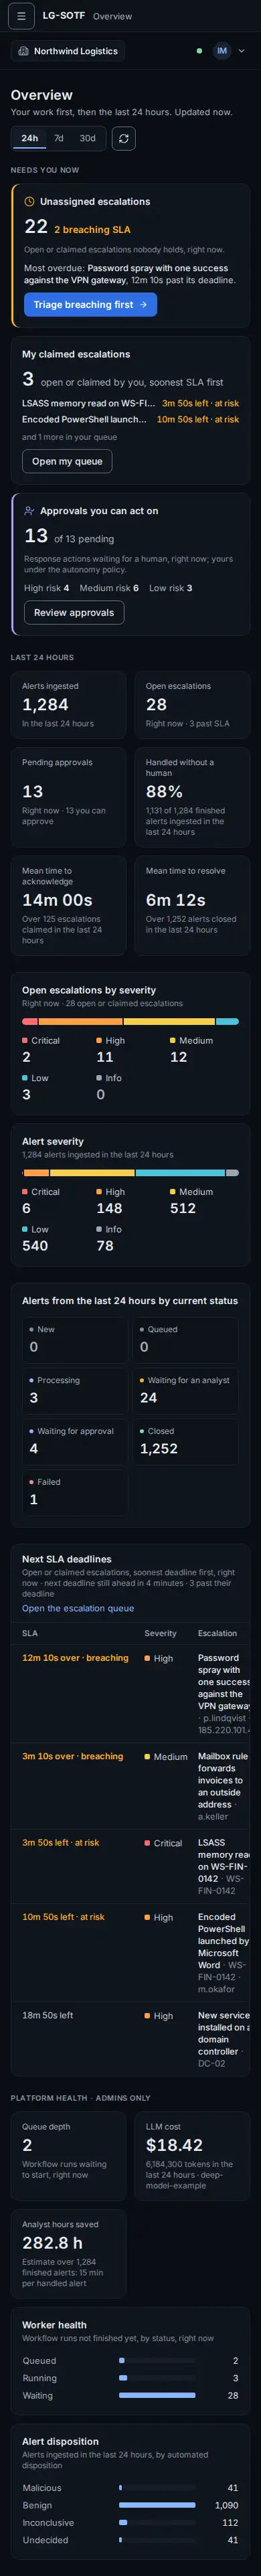 LG-SOTF Overview
Northwind Logistics IM
Overview
Your work first, then the last 24 hours. Updated now.
24h 7d 30d
NEEDS YOU NOW
Unassigned escalations
22 2 breaching SLA
Open or claimed escalations nobody holds, right now.
Most overdue: Password spray with one success
against the VPN gateway, 12m 10s past its deadline.
Triage breaching first →
My claimed escalations
3 open or claimed by you, soonest SLA first
LSASS memory read on WS-FI... 3m 50s left · at risk
Encoded PowerShell launch... 10m 50s left · at risk
and 1 more in your queue
Open my queue
Approvals you can act on
13 of 13 pending
Response actions waiting for a human, right now; yours
under the autonomy policy.
High risk 4 Medium risk 6 Low risk 3
Review approvals
LAST 24 HOURS
Alerts ingested
1,284
In the last 24 hours
Open escalations
28
Right now · 3 past SLA
Pending approvals
13
Right now · 13 you can
approve
Handled without a
human
88%
1,131 of 1,284 finished
alerts ingested in the
last 24 hours
Mean time to
acknowledge
14m 00s
Over 125 escalations
claimed in the last 24
hours
Mean time to resolve
6m 12s
Over 1,252 alerts closed
in the last 24 hours
Open escalations by severity
Right now · 28 open or claimed escalations
Critical High Medium
2 11 12
Low Info
3 0
Alert severity
1,284 alerts ingested in the last 24 hours
Critical High Medium
6 148 512
Low Info
540 78
Alerts from the last 24 hours by current status
New Queued
0 0
Processing Waiting for an analyst
3 24
Waiting for approval Closed
4 1,252
Failed
1
Next SLA deadlines
Open or claimed escalations, soonest deadline first, right
now · next deadline still ahead in 4 minutes · 3 past their
deadline
Open the escalation queue
SLA Severity Escalation
12m 10s over · breaching High Password
spray with
one success
against the
VPN gateway
· p.lindqvist ·
185.220.101.4
3m 10s over · breaching Medium Mailbox rule
forwards
invoices to
an outside
address ·
a.keller
3m 50s left · at risk Critical LSASS
memory read
on WS-FIN-
0142 · WS-
FIN-0142
10m 50s left · at risk High Encoded
PowerShell
launched by
Microsoft
Word · WS-
FIN-0142 ·
m.okafor
18m 50s left High New service
installed on a
domain
controller ·
DC-02
PLATFORM HEALTH · ADMINS ONLY
Queue depth
2
Workflow runs waiting
to start, right now
LLM cost
$18.42
6,184,300 tokens in the
last 24 hours · deep-
model-example
Analyst hours saved
282.8 h
Estimate over 1,284
finished alerts: 15 min
per handled alert
Worker health
Workflow runs not finished yet, by status, right now
Queued 2
Running 3
Waiting 28
Alert disposition
Alerts ingested in the last 24 hours, by automated
disposition
Malicious 41
Benign 1,090
Inconclusive 112
Undecided 41